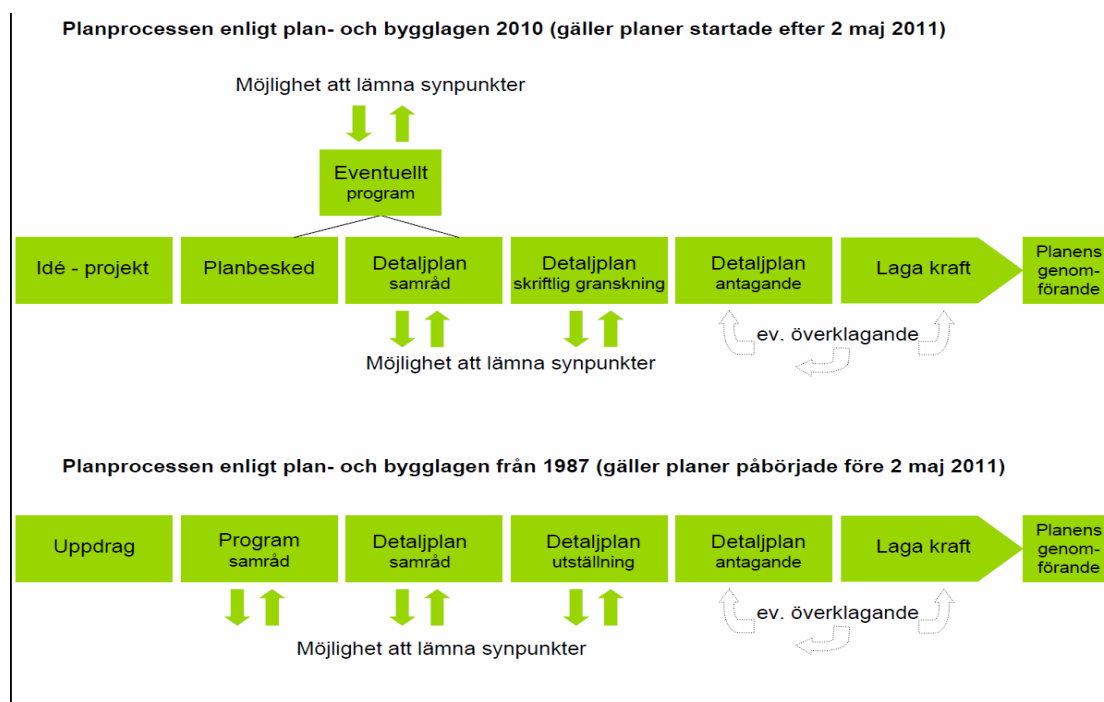 Planprocessen enligt plan- och bygglagen 2010 (gäller planer startade efter 2 maj 2011)
Möjlighet att lämna synpunkter
Eventuellt
program
Idé - projekt
Planbesked
Detaljplan
samråd
Detaljplan
skriftlig granskning
Detaljplan
antagande
Laga kraft
Planens
genom-
förande
ev. överklagande
Möjlighet att lämna synpunkter
Planprocessen enligt plan- och bygglagen från 1987 (gäller planer påbörjade före 2 maj 2011)
Uppdrag
Program
samråd
Detaljplan
samråd
Detaljplan
utställning
Detaljplan
antagande
Laga kraft
Planens
genom-
förande
ev. överklagande
Möjlighet att lämna synpunkter